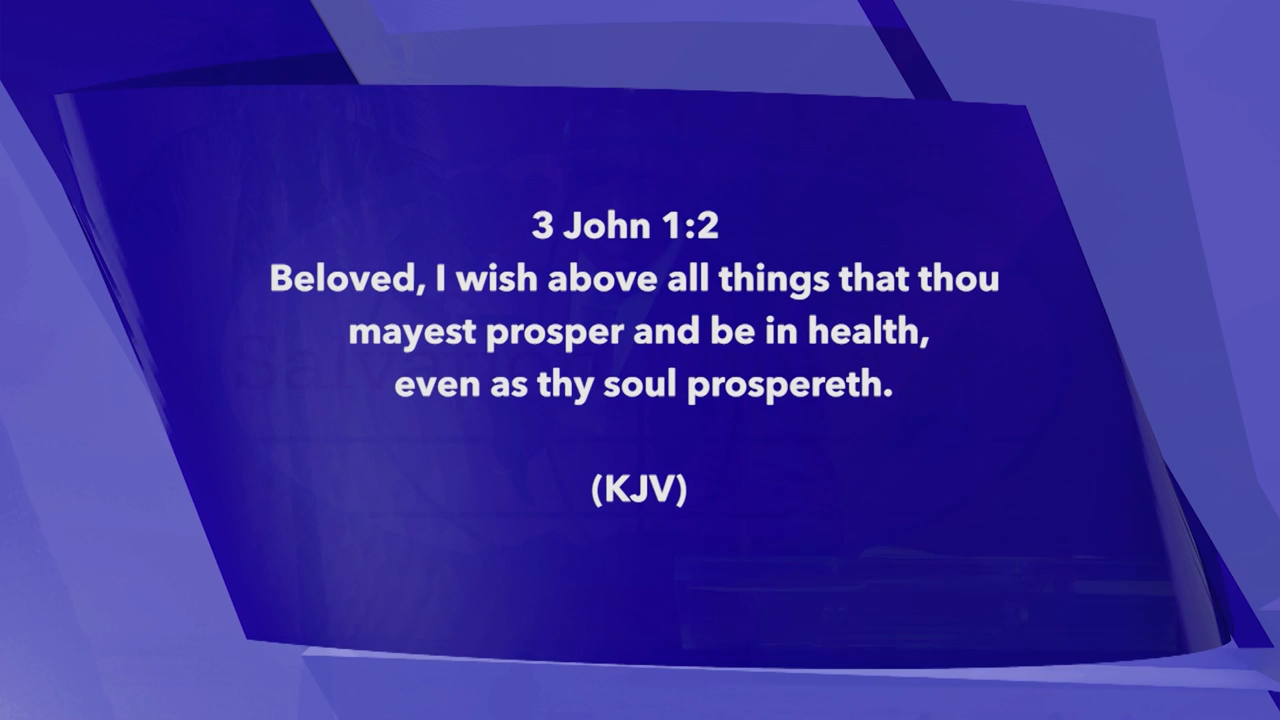 3 John 1:2
Beloved, I wish above all things that thou
mayest prosper and be in health,
even as thy soul prospereth.
(KJV)